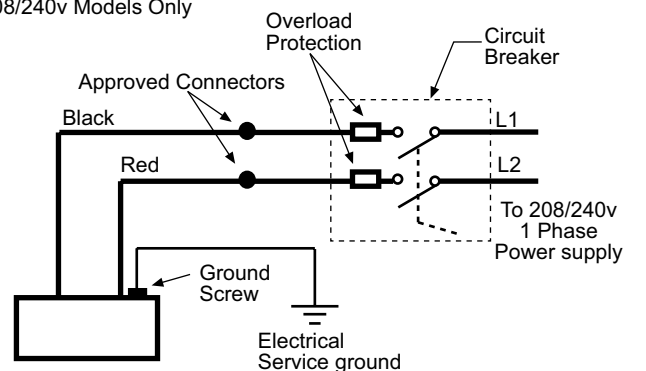 08/240v Models Only
Overload
Protection
Circuit
Breaker
Approved Connectors
Black
L1
Red
L2
To 208/240v
1 Phase
Power supply
Ground
Screw
Electrical
Service ground